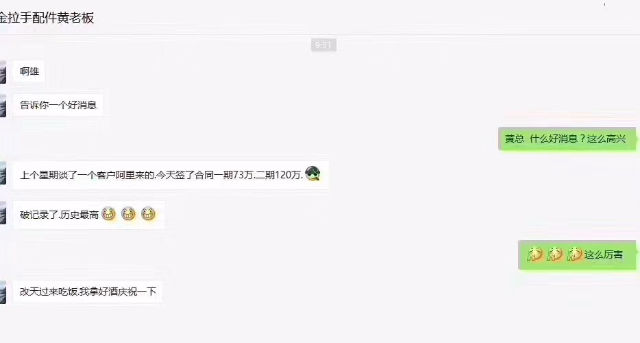 金拉手配件黄老板
9:31
啊雄
告诉你一个好消息
黄总 什么好消息？这么高兴
上个星期谈了一个客户阿里来的.今天签了合同一期73万.二期120万.
破记录了.历史最高
这么厉害
改天过来吃饭,我拿好酒庆祝一下